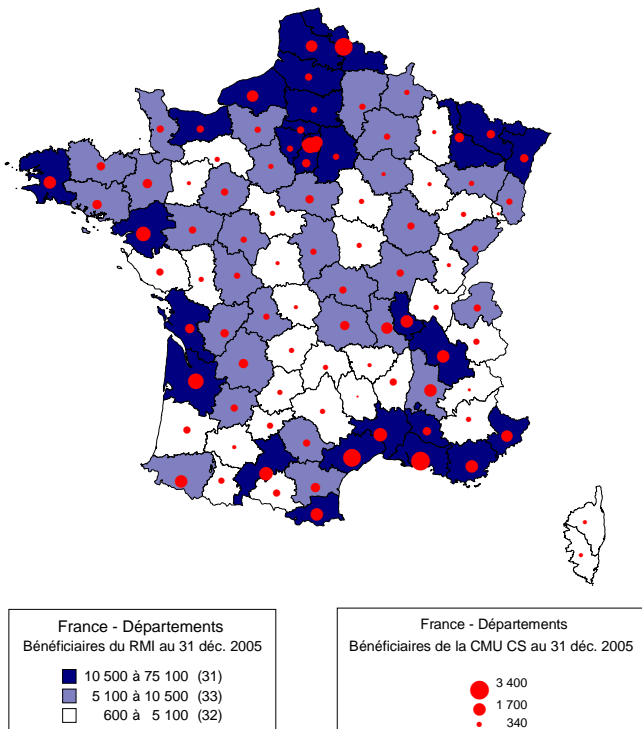 France - Départements
Bénéficiaires du RMI au 31 déc. 2005
10 500 à 75 100 (31)
5 100 à 10 500 (33)
600 à 5 100 (32)
France - Départements
Bénéficiaires de la CMU CS au 31 déc. 2005
3 400
1 700
340